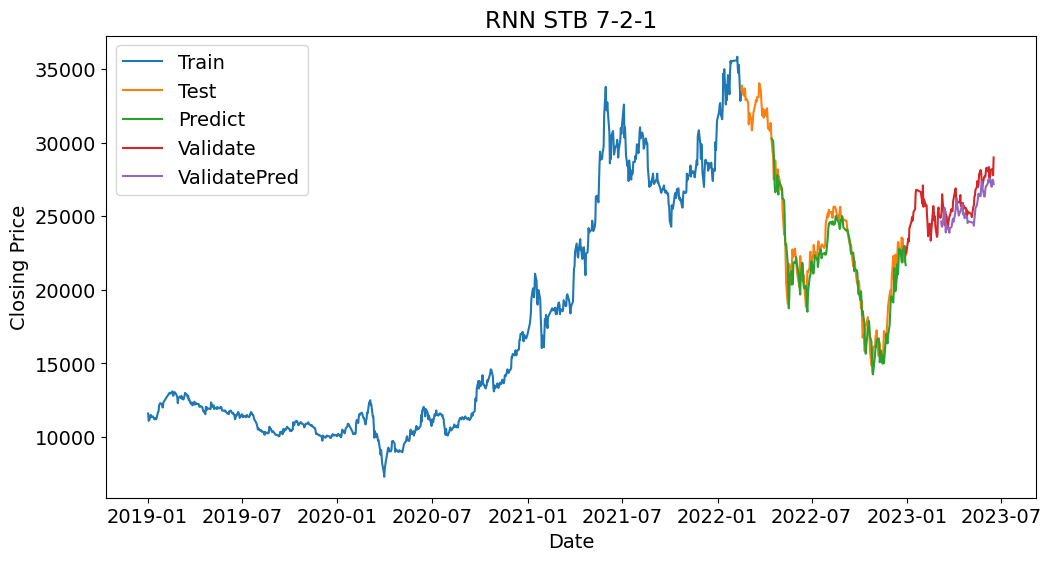 RNN STB 7-2-1
Train
Test
Predict
Validate
ValidatePred
35000
30000
25000
20000
15000
10000
Closing Price
2019-01 2019-07 2020-01 2020-07 2021-01 2021-07 2022-01 2022-07 2023-01 2023-07
Date